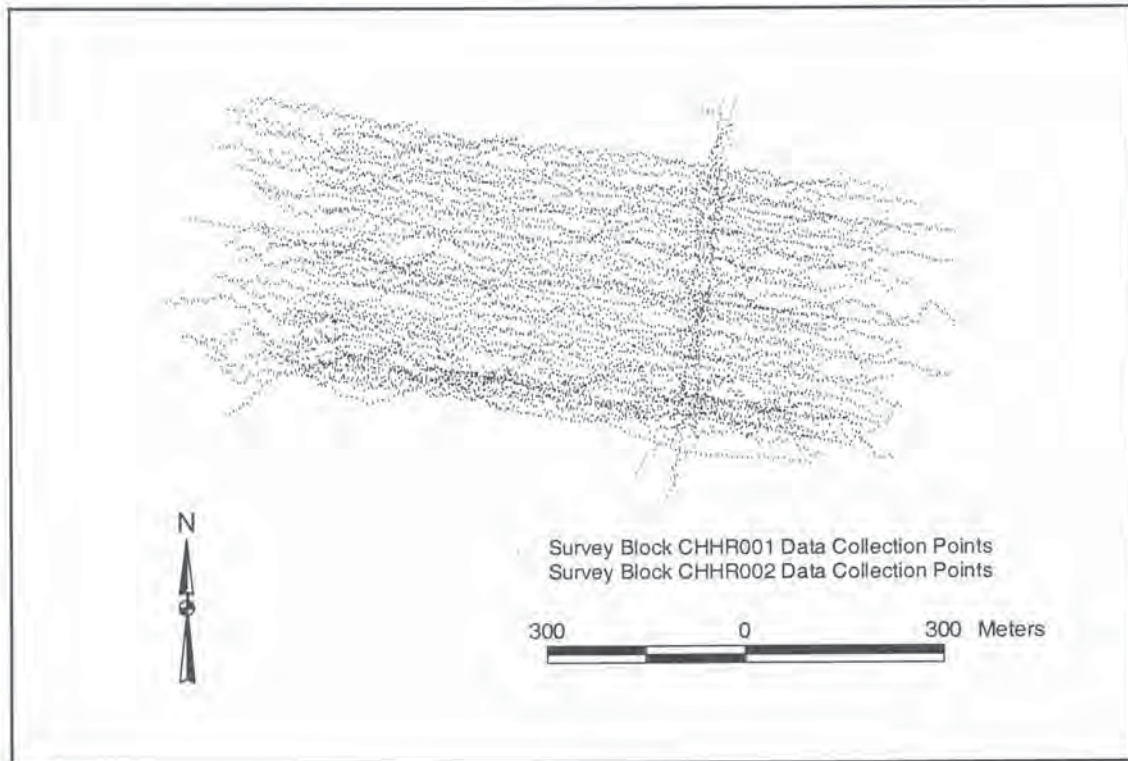 N
Survey Block CHHR001 Data Collection Points
Survey Block CHHR002 Data Collection Points
300 0 300 Meters